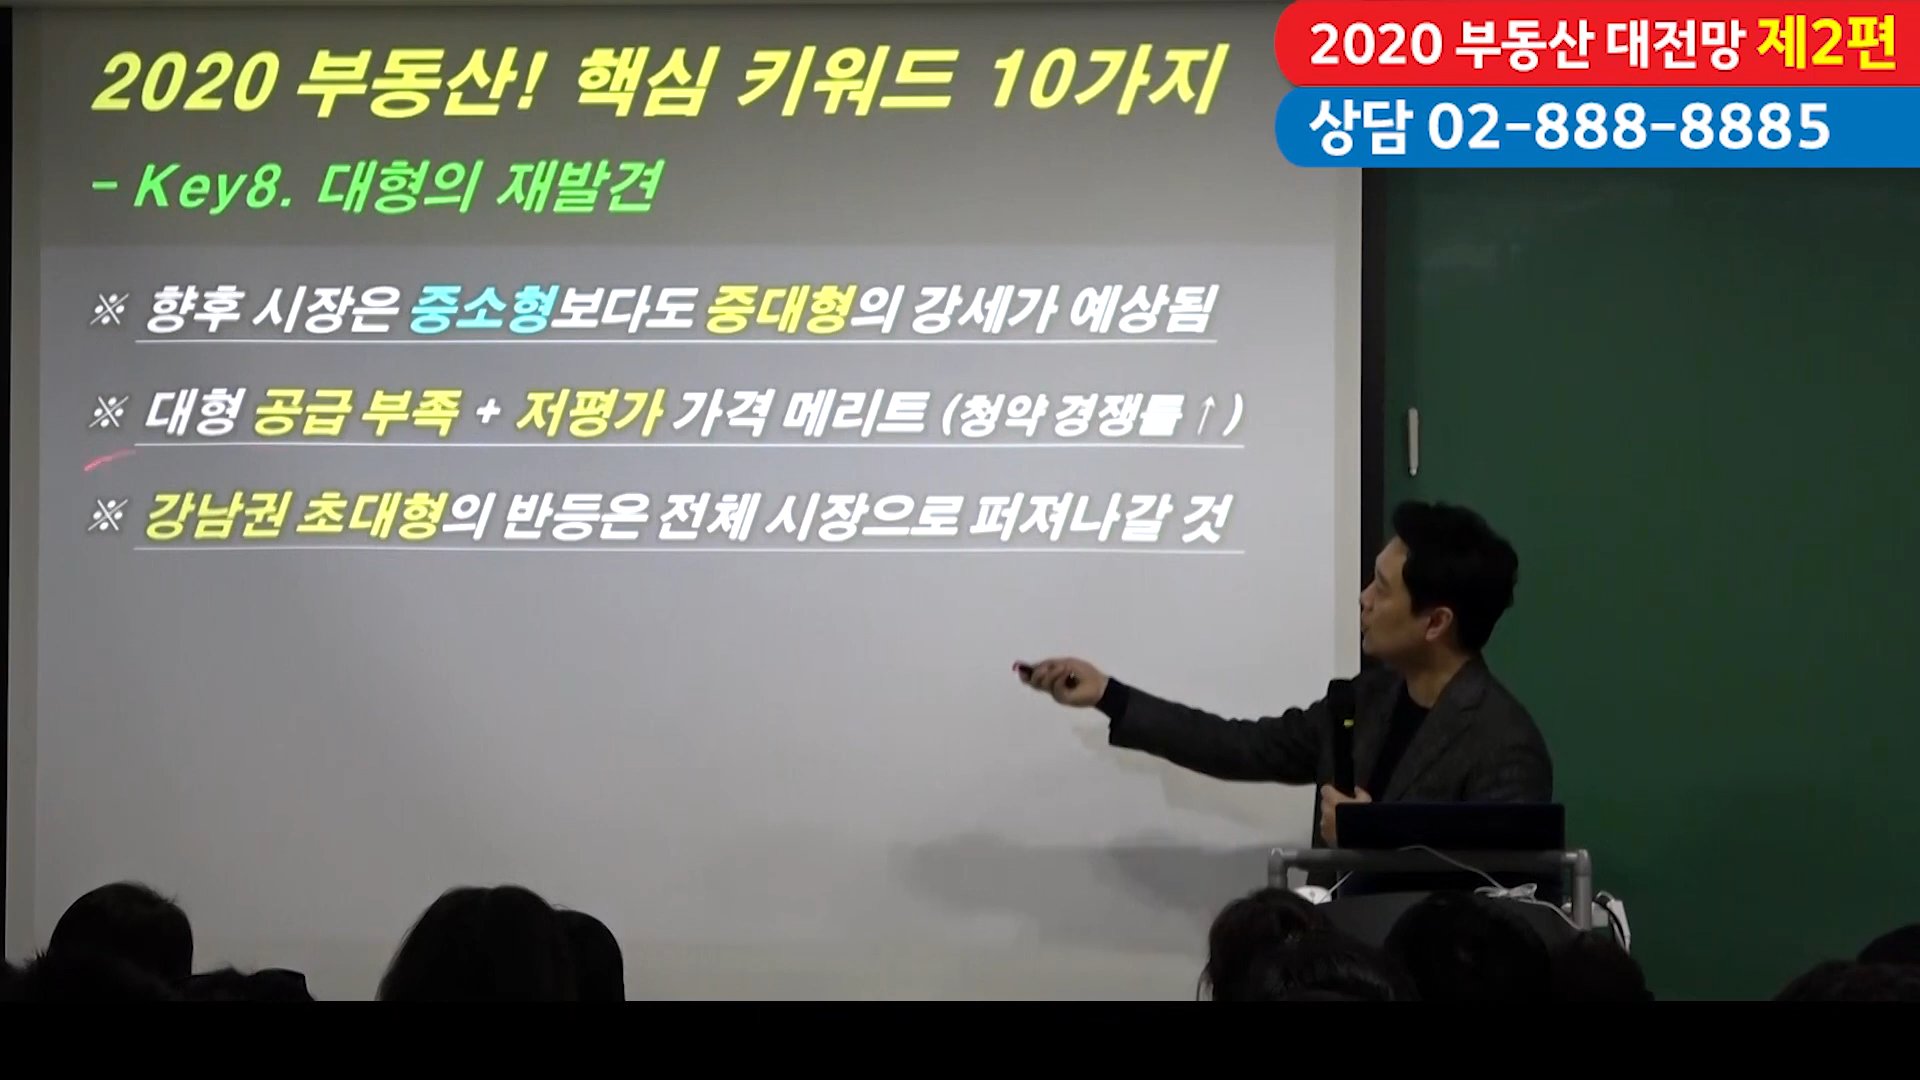 2020 부동산 대전망 제2편
상담 02-888-8885
2020 부동산! 핵심 키워드 10가지
- Key8. 대형의 재발견
※ 향후 시장은 중소형보다도 중대형의 강세가 예상됨
※ 대형 공급 부족 + 저평가 가격 메리트 (청약 경쟁률 ↑)
※ 강남권 초대형의 반등은 전체 시장으로 퍼져나갈 것